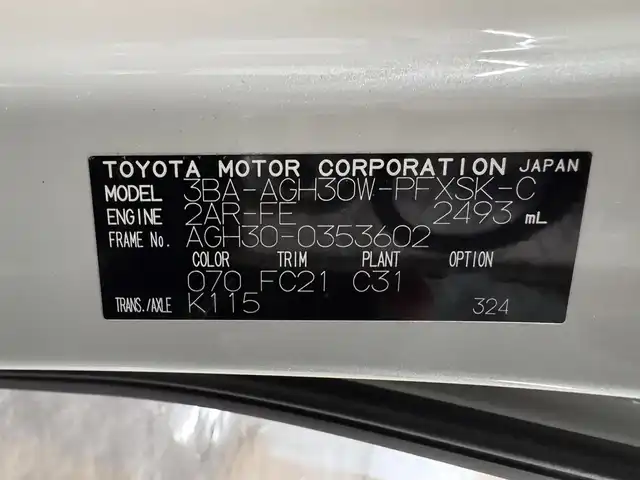 TOYOTA MOTOR CORPORATION JAPAN
MODEL 3BA-AGH30W-PFXSK-C
ENGINE 2AR-FE 2493 mL
FRAME No. AGH30-0353602
COLOR TRIM PLANT OPTION
070 FC21 C31
TRANS./AXLE K115 324